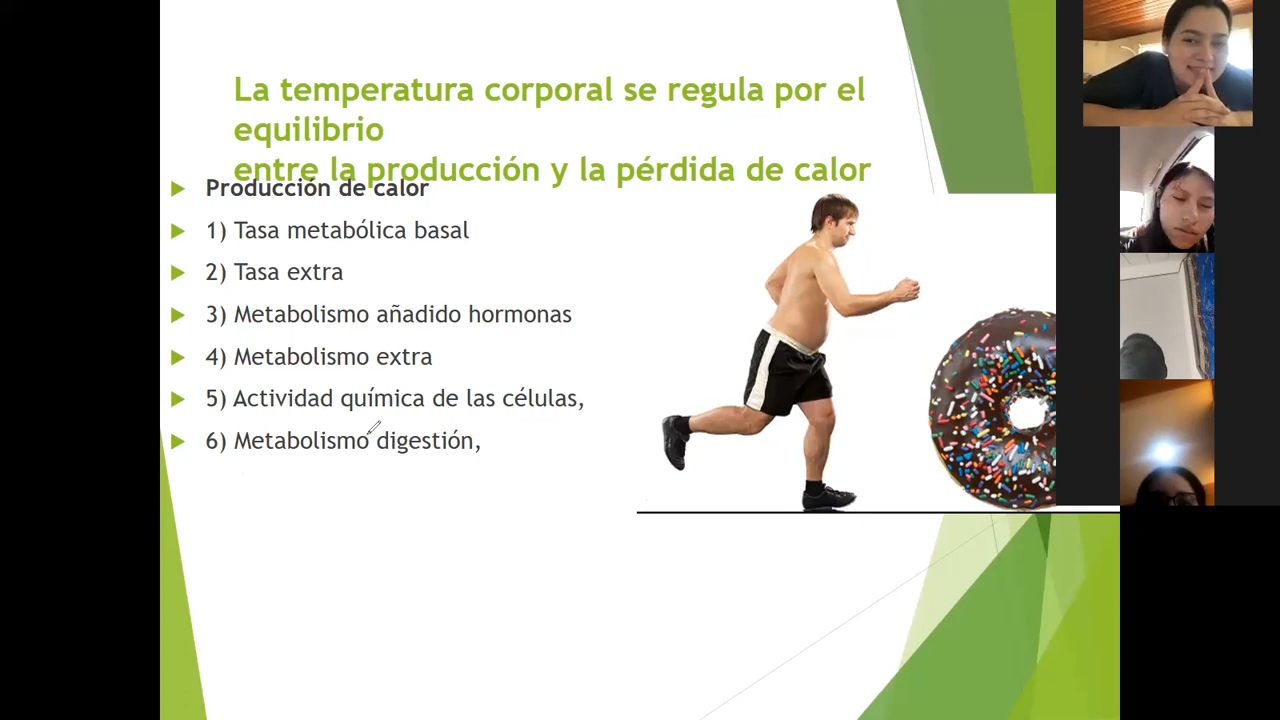 La temperatura corporal se regula por el
equilibrio
entre la producción y la pérdida de calor
Producción de calor
1) Tasa metabólica basal
2) Tasa extra
3) Metabolismo añadido hormonas
4) Metabolismo extra
5) Actividad química de las células,
6) Metabolismo digestión,